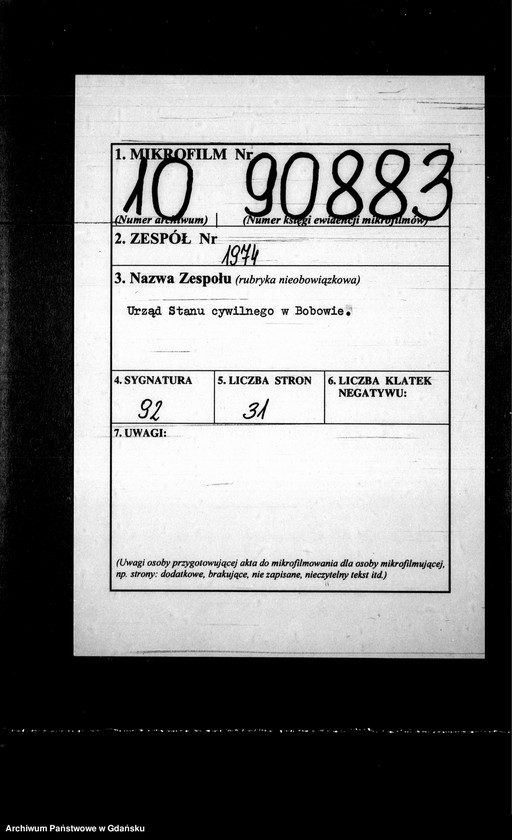 1. MIKROFILM Nr
10 90883
(Numer archiwum) (Numer księgi ewidencji mikrofilmów)
2. ZESPÓŁ Nr
1974
3. Nazwa Zespołu (rubryka nieobowiązkowa)
Urząd Stanu cywilnego w Bobowie.
4. SYGNATURA
92
5. LICZBA STRON
31
6. LICZBA KLATEK
NEGATYWU:
7. UWAGI:
(Uwagi osoby przygotowującej akta do mikrofilmowania dla osoby mikrofilmującej,
np. strony: dodatkowe, brakujące, nie zapisane, nieczytelny tekst itd.)
Archiwum Państwowe w Gdańsku